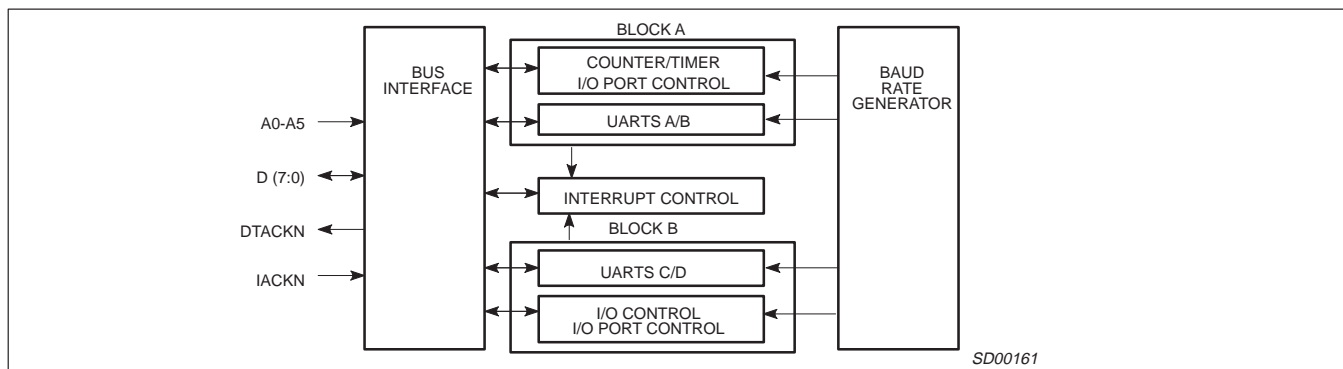 BLOCK A
BUS
INTERFACE
COUNTER/TIMER
I/O PORT CONTROL
BAUD
RATE
GENERATOR
A0-A5
UARTS A/B
D (7:0)
INTERRUPT CONTROL
DTACKN
BLOCK B
IACKN
UARTS C/D
I/O CONTROL
I/O PORT CONTROL
SD00161